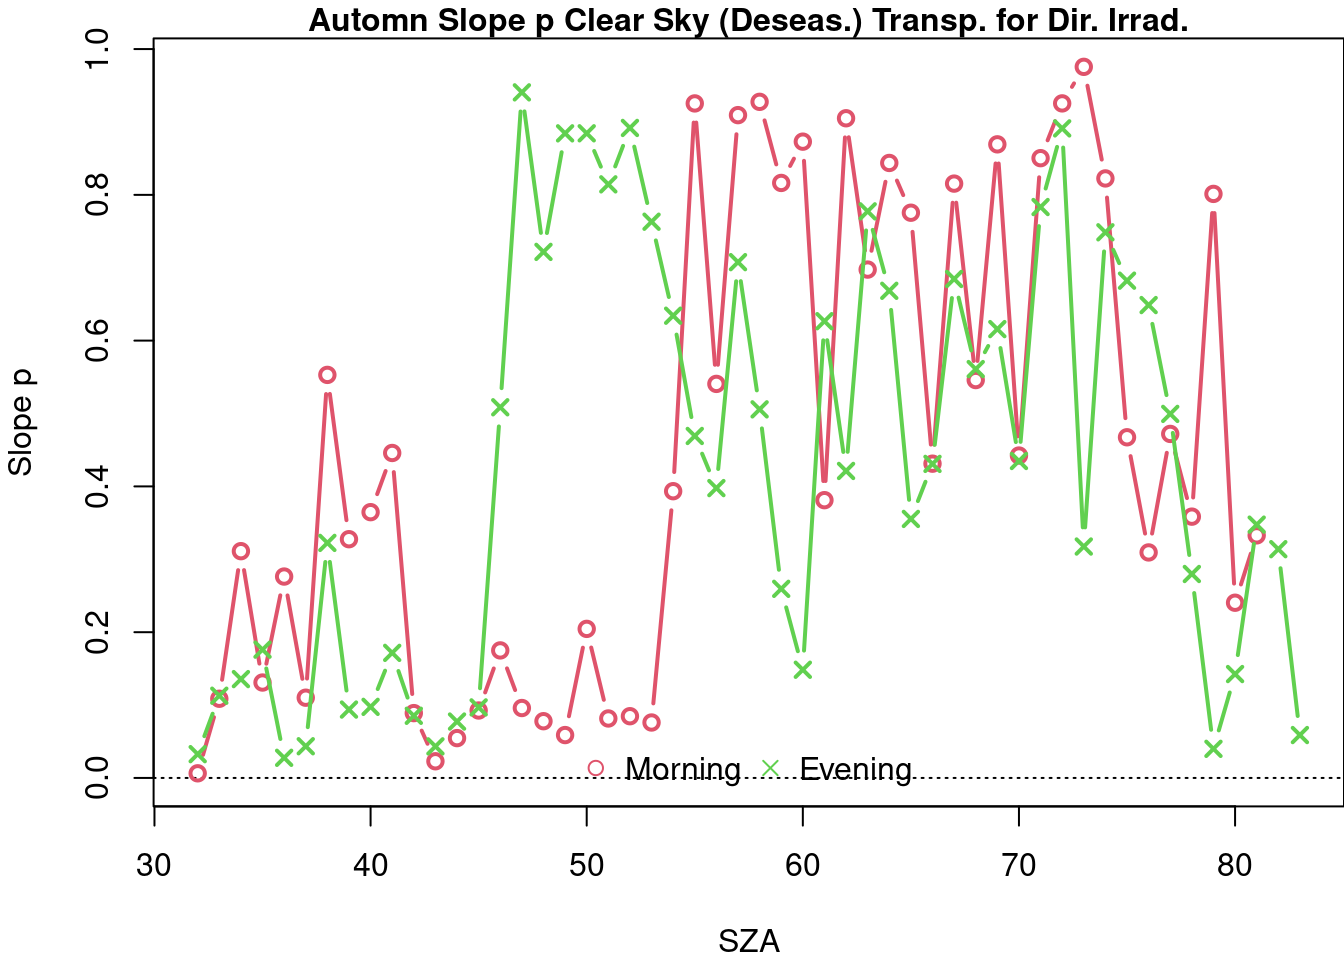 Automn Slope p Clear Sky (Deseas.) Transp. for Dir. Irrad.
Slope p
1.0
0.8
0.6
0.4
0.2
0.0
Morning Evening
30 40 50 60 70 80
SZA